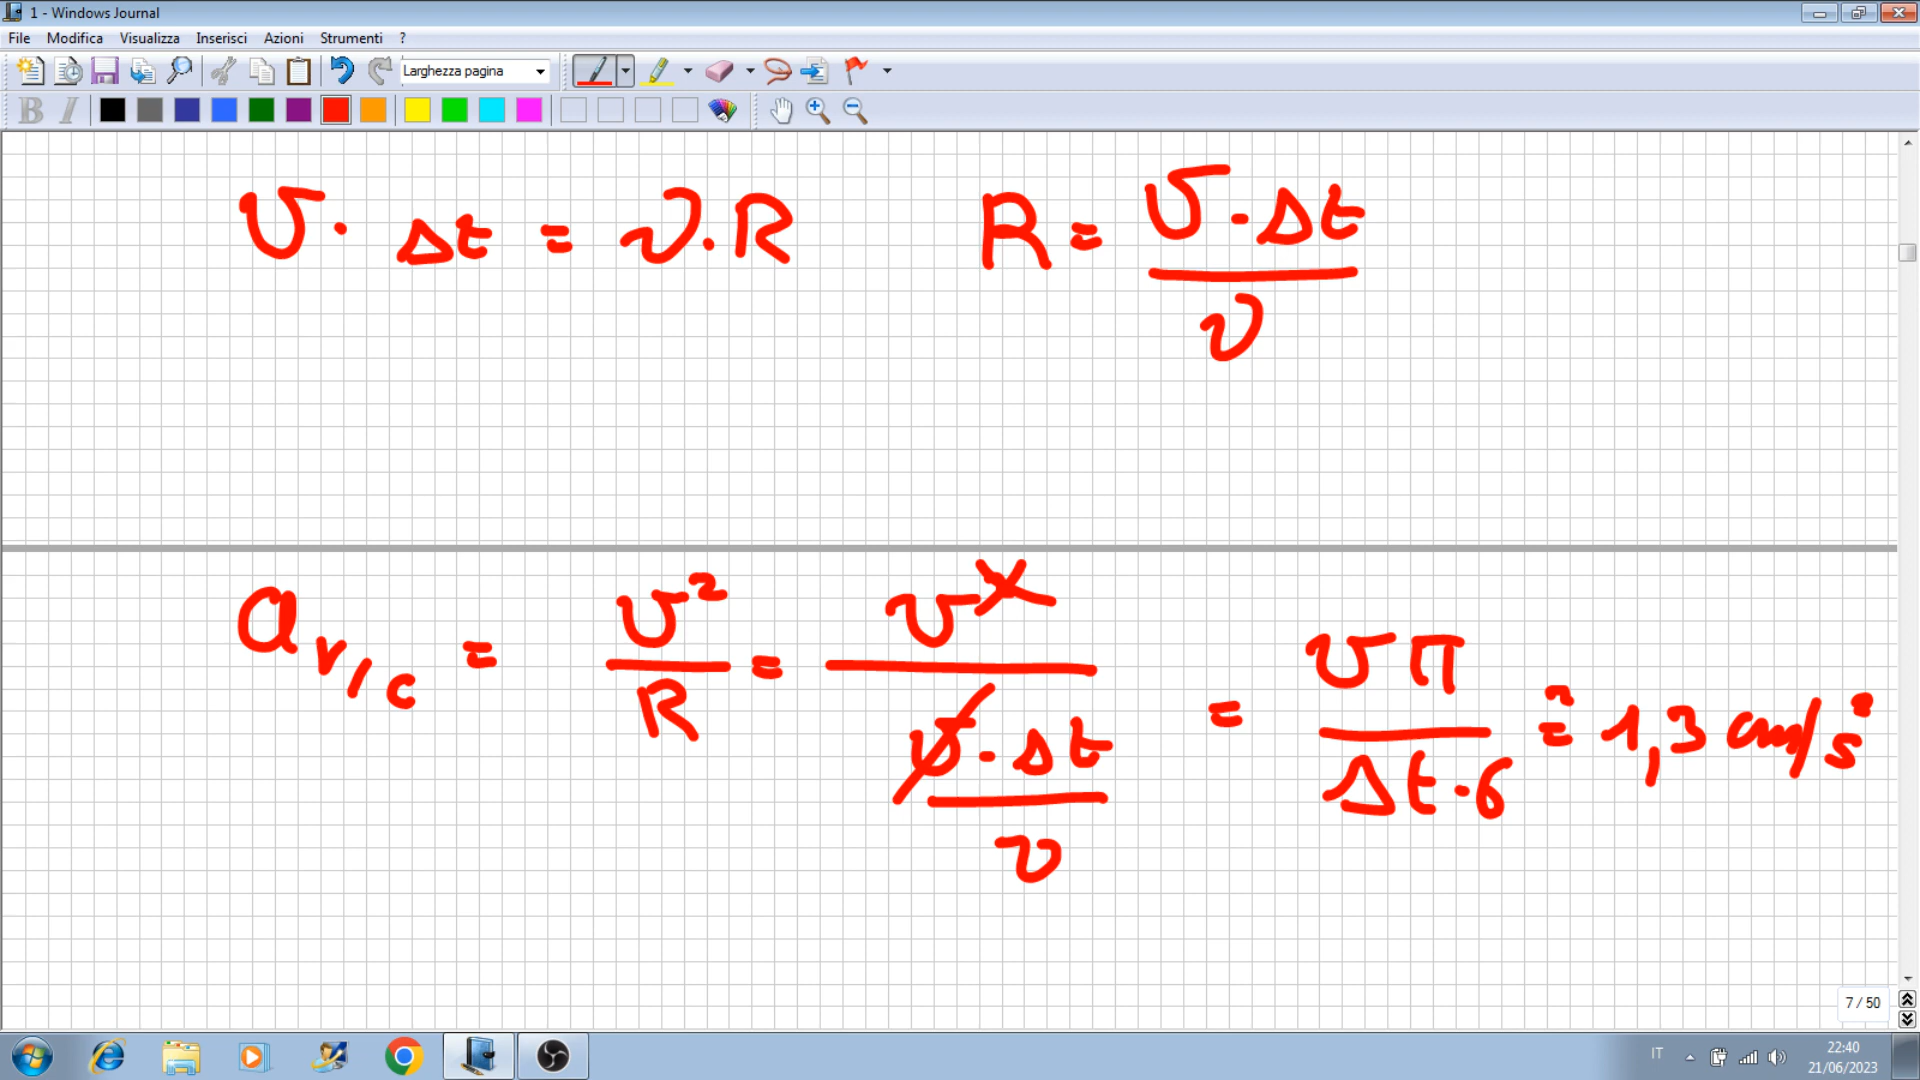 1 - Windows Journal
File Modifica Visualizza Inserisci Azioni Strumenti ?
Larghezza pagina
B I
v · Δt = ϑ · R R = v · Δt / ϑ
a r/c = v² / R = v² / (v · Δt / ϑ) = v π / (Δt · 6) ≅ 1,3 cm/s²
7 / 50
IT 22:40
21/06/2023